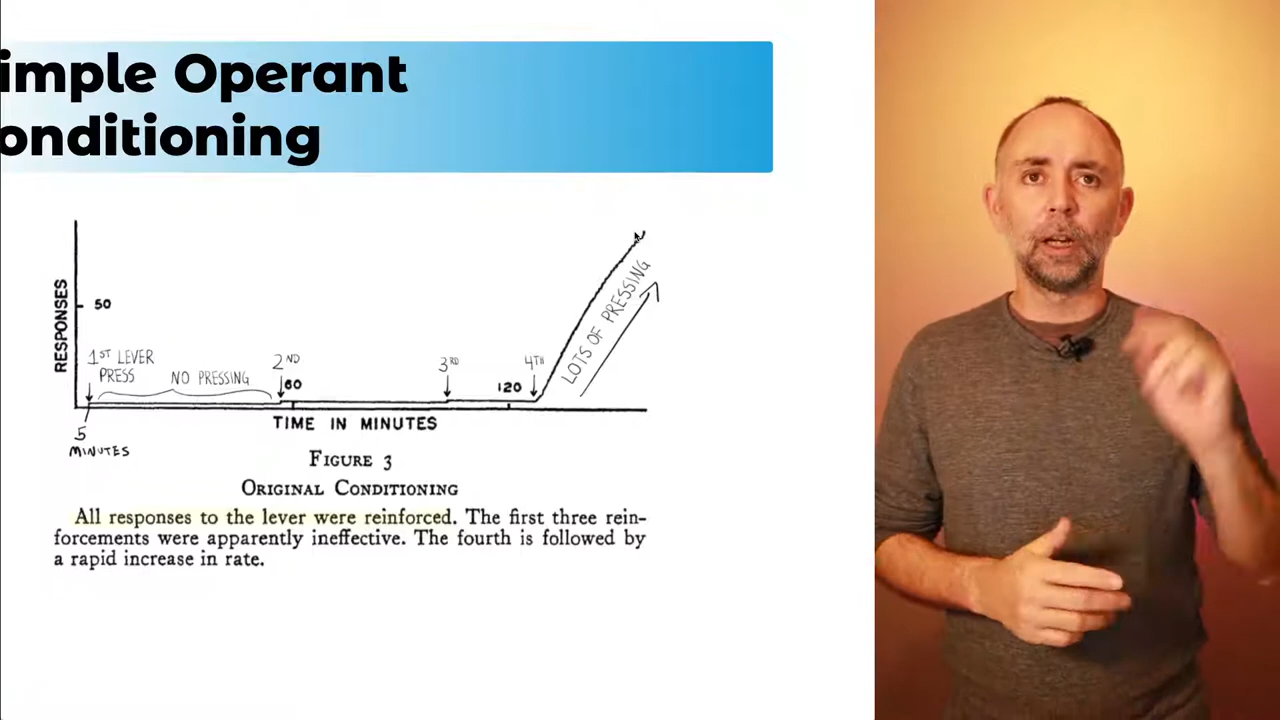 imple Operant
onditioning
RESPONSES
50
1ST LEVER
PRESS
NO PRESSING
2ND
60
3RD
120
4TH
LOTS OF PRESSING
5
MINUTES
TIME IN MINUTES
FIGURE 3
ORIGINAL CONDITIONING
All responses to the lever were reinforced. The first three rein-
forcements were apparently ineffective. The fourth is followed by
a rapid increase in rate.